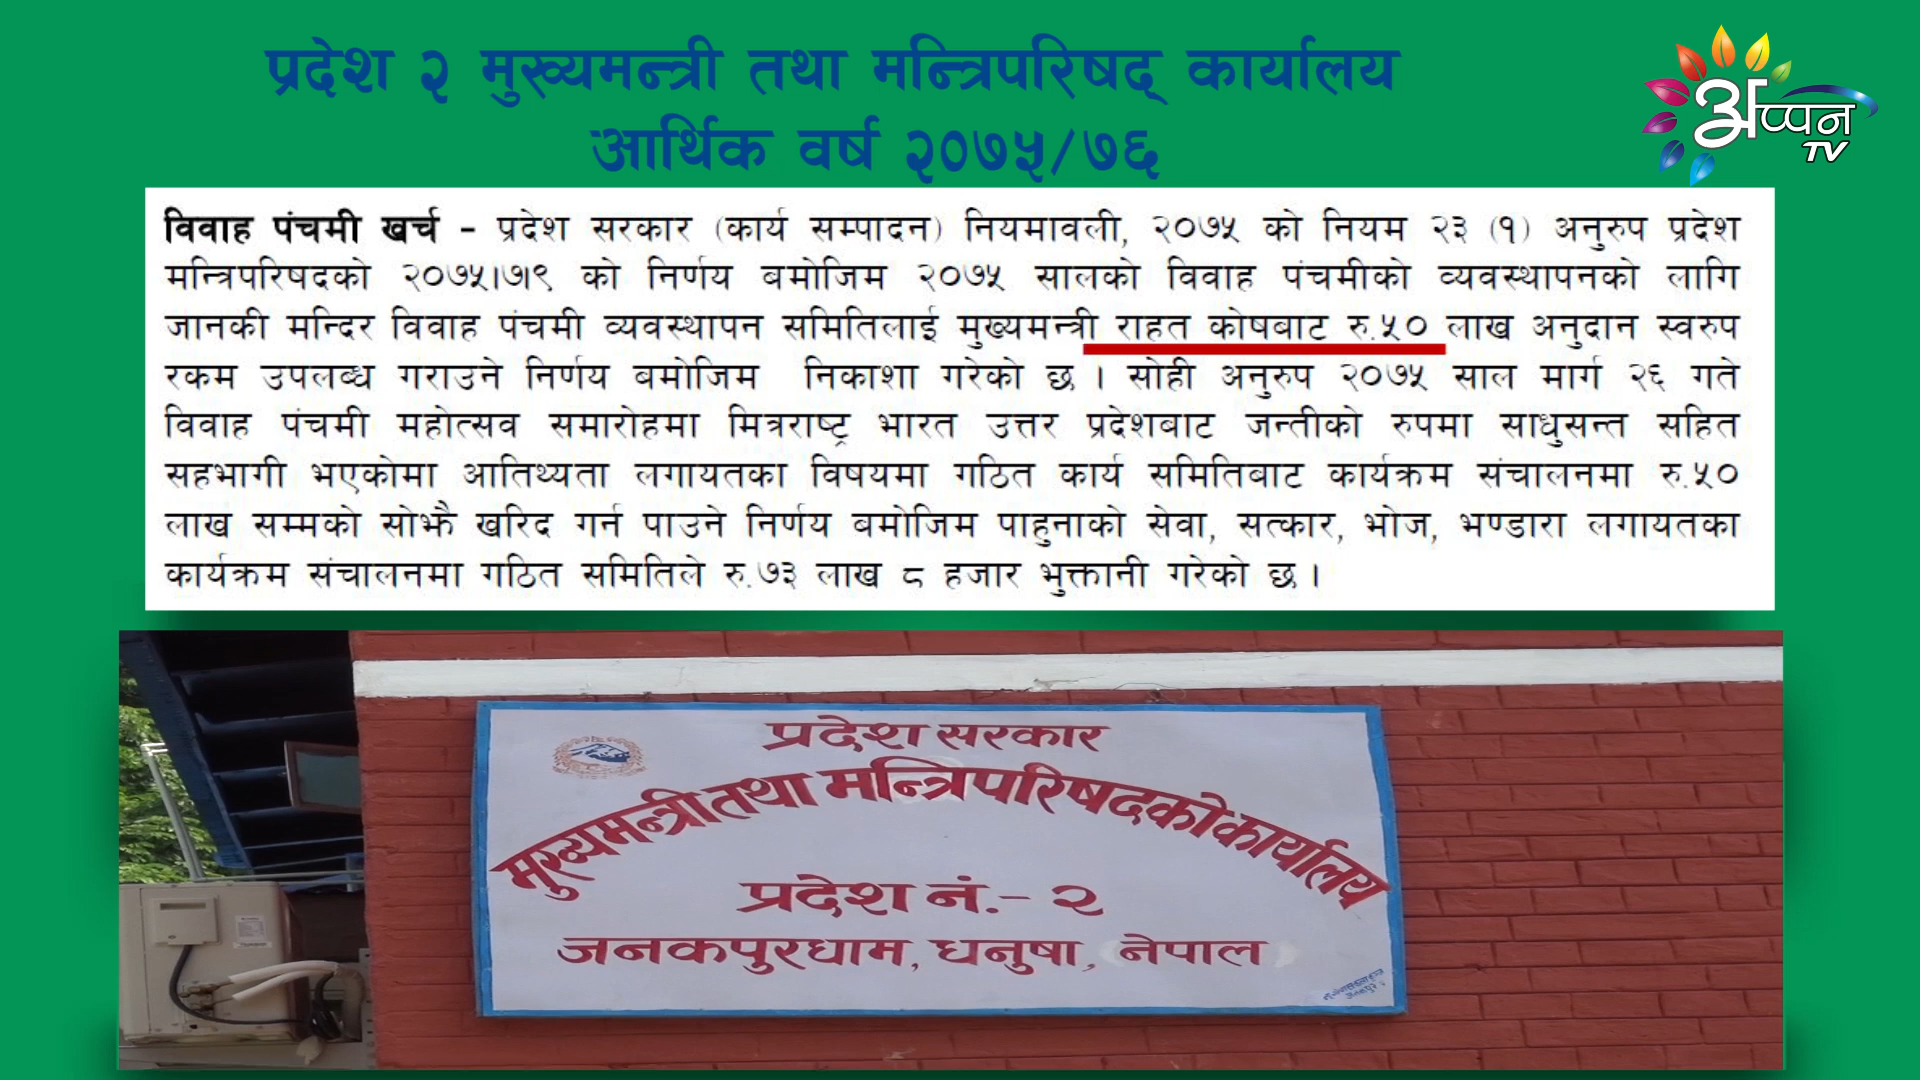 प्रदेश २ मुख्यमन्त्री तथा मन्त्रिपरिषद् कार्यालय
आर्थिक वर्ष २०७५/७६
अप्पन
TV
विवाह पंचमी खर्च - प्रदेश सरकार (कार्य सम्पादन) नियमावली, २०७५ को नियम २३ (१) अनुरुप प्रदेश
मन्त्रिपरिषदको २०७५।७।९ को निर्णय बमोजिम २०७५ सालको विवाह पंचमीको व्यवस्थापनको लागि
जानकी मन्दिर विवाह पंचमी व्यवस्थापन समितिलाई मुख्यमन्त्री राहत कोषबाट रु.५० लाख अनुदान स्वरुप
रकम उपलब्ध गराउने निर्णय बमोजिम निकाशा गरेको छ । सोही अनुरुप २०७५ साल मार्ग २६ गते
विवाह पंचमी महोत्सव समारोहमा मित्रराष्ट्र भारत उत्तर प्रदेशबाट जन्तीको रुपमा साधुसन्त सहित
सहभागी भएकोमा आतिथ्यता लगायतका विषयमा गठित कार्य समितिबाट कार्यक्रम संचालनमा रु.५०
लाख सम्मको सोझै खरिद गर्न पाउने निर्णय बमोजिम पाहुनाको सेवा, सत्कार, भोज, भण्डारा लगायतका
कार्यक्रम संचालनमा गठित समितिले रु.७३ लाख ८ हजार भुक्तानी गरेको छ ।
प्रदेश सरकार
मुख्यमन्त्री तथा मन्त्रिपरिषदको कार्यालय
प्रदेश नं.- २
जनकपुरधाम, धनुषा, नेपाल